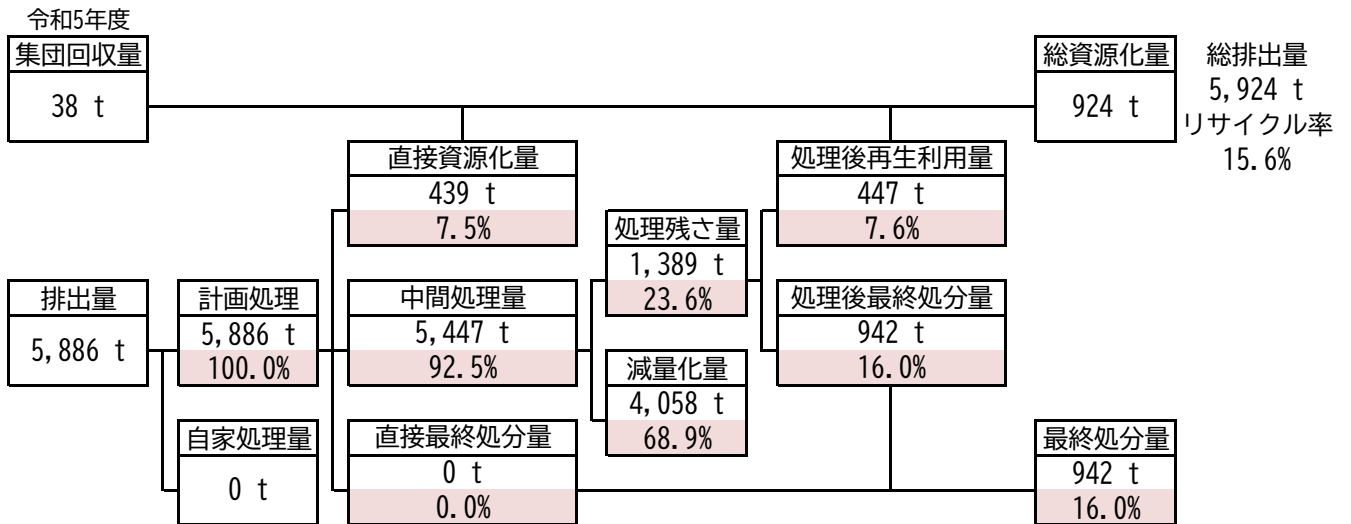 令和5年度
集団回収量
38 t
総資源化量
924 t
総排出量
5,924 t
リサイクル率
15.6%
直接資源化量
439 t
7.5%
処理後再生利用量
447 t
7.6%
処理残さ量
1,389 t
23.6%
排出量
5,886 t
計画処理
5,886 t
100.0%
中間処理量
5,447 t
92.5%
処理後最終処分量
942 t
16.0%
減量化量
4,058 t
68.9%
自家処理量
0 t
直接最終処分量
0 t
0.0%
最終処分量
942 t
16.0%